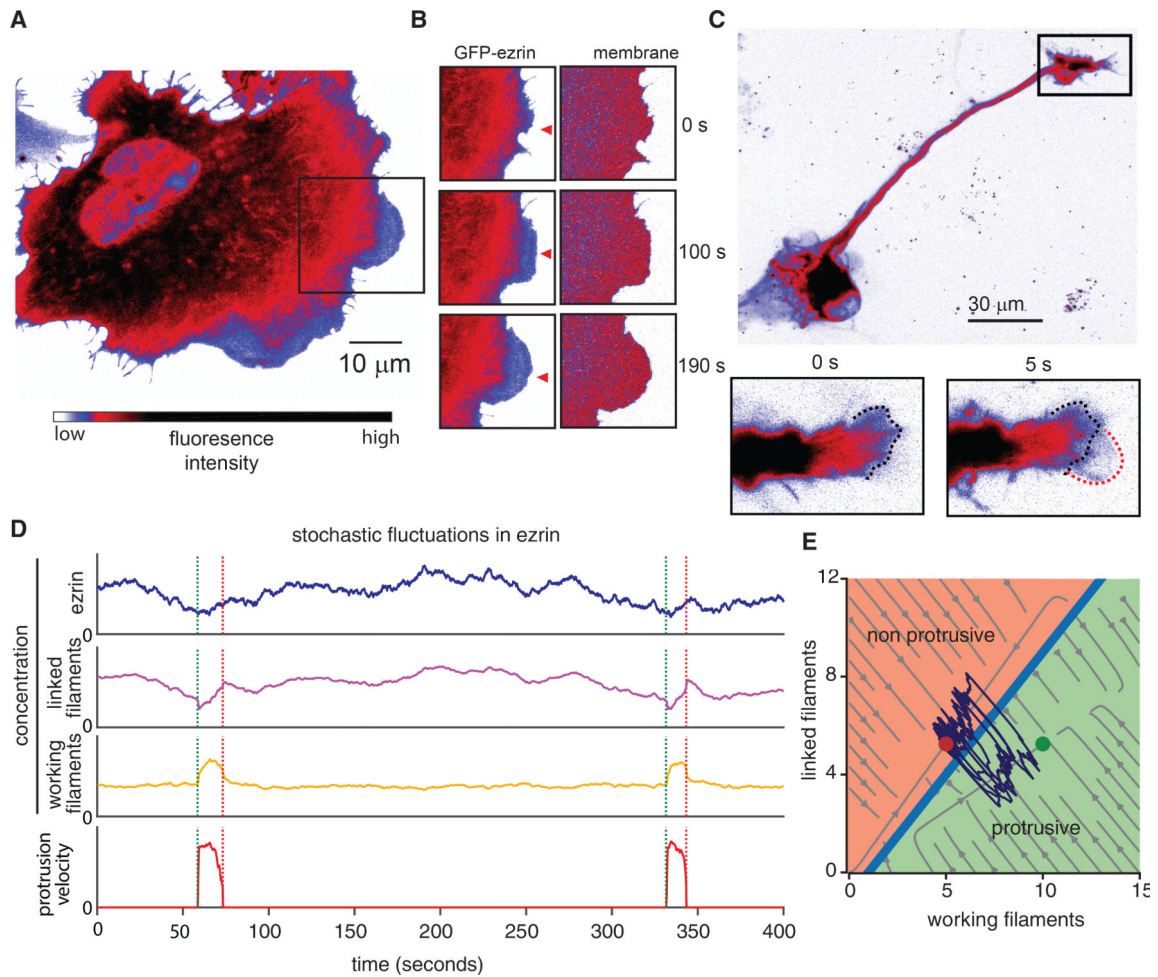 A
10 μm
low
high
fluoresence
intensity
B
GFP-ezrin
membrane
0 s
100 s
190 s
C
30 μm
0 s
5 s
D
stochastic fluctuations in ezrin
concentration
ezrin
0
linked
filaments
0
working
filaments
0
protrusion
velocity
0
0
50
100
150
200
250
300
350
400
time (seconds)
E
12
8
4
0
linked filaments
non protrusive
protrusive
0
5
10
15
working filaments